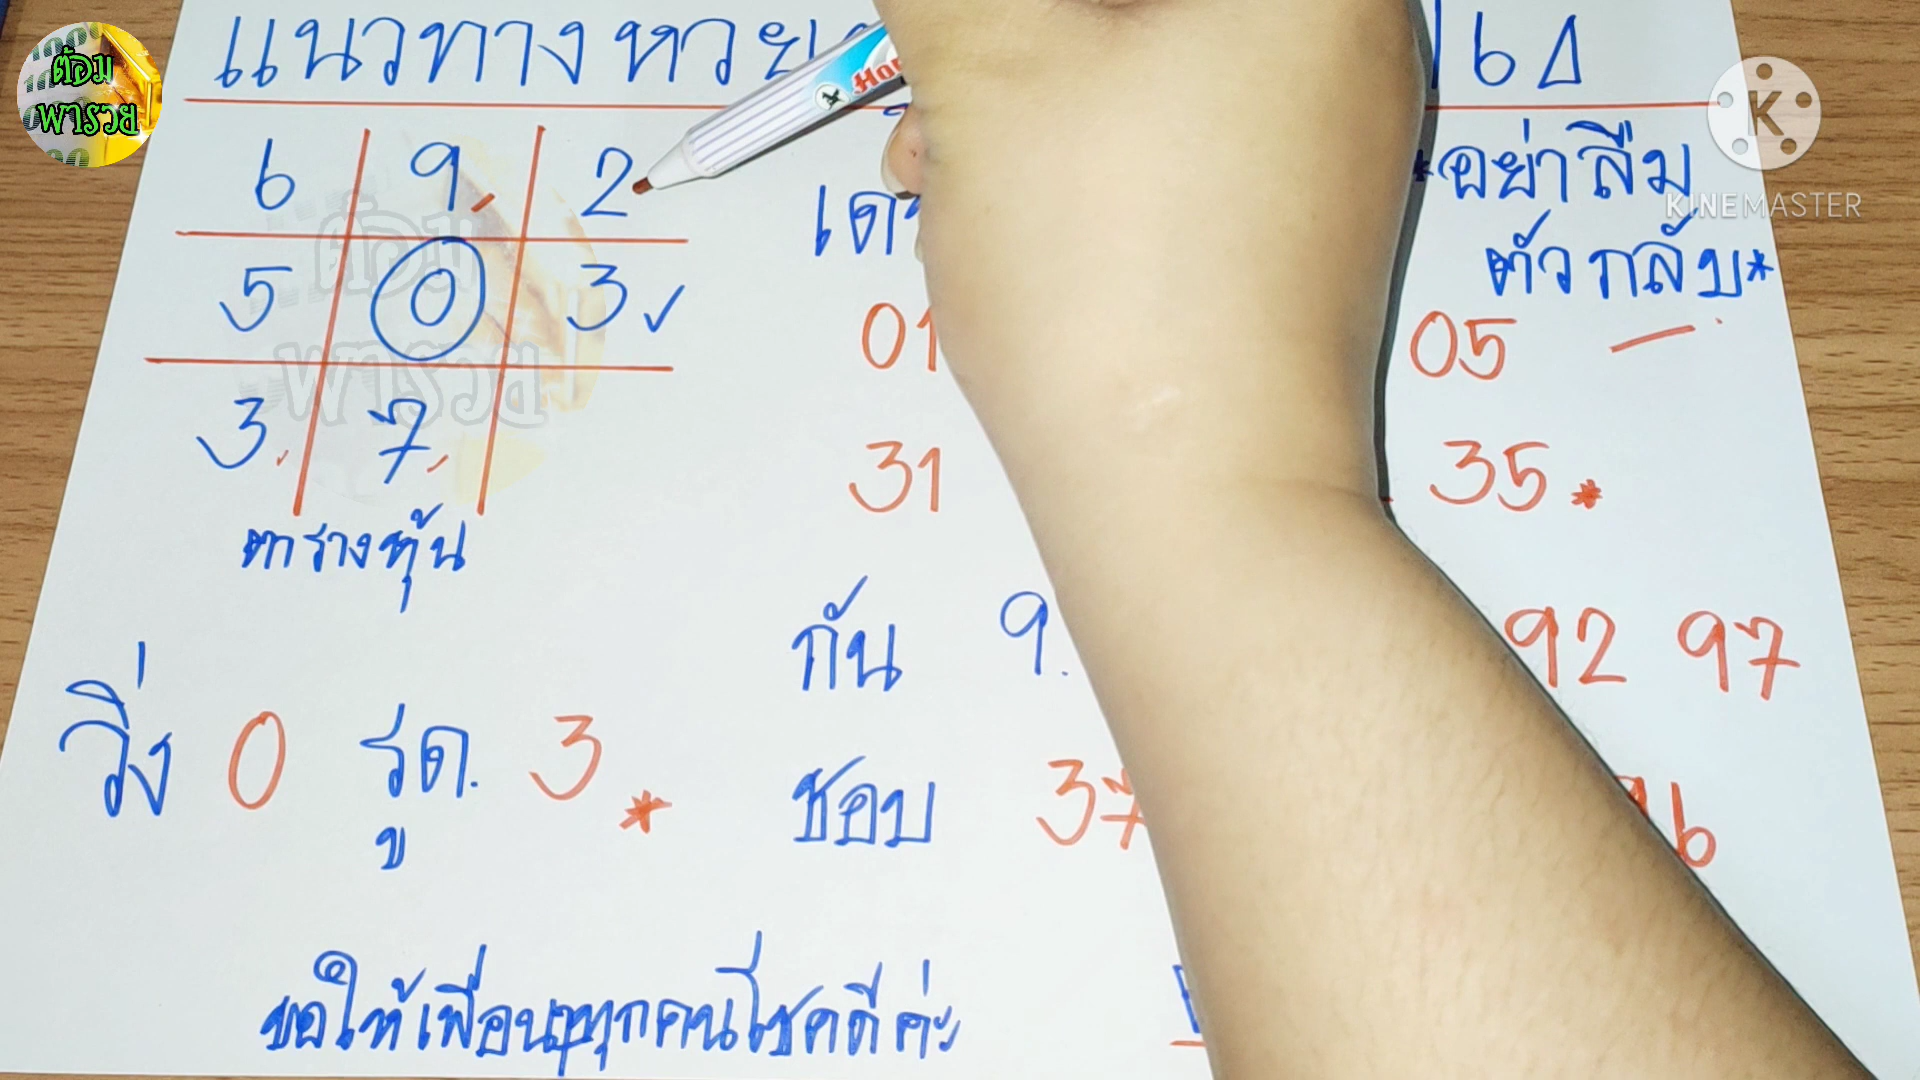 แนวทางหวย
ต้อม
พารวย
KINEMASTER
6 9 2
5 0 3
3 7
ตารางหุ้น
*อย่าลืม
ตัวกลับ*
01 05
31 35*
วิ่ง 0 รูด 3*
กัน 9. 92 97
ชอบ 37 96
ขอให้เพื่อนๆทุกคนโชคดีค่ะ